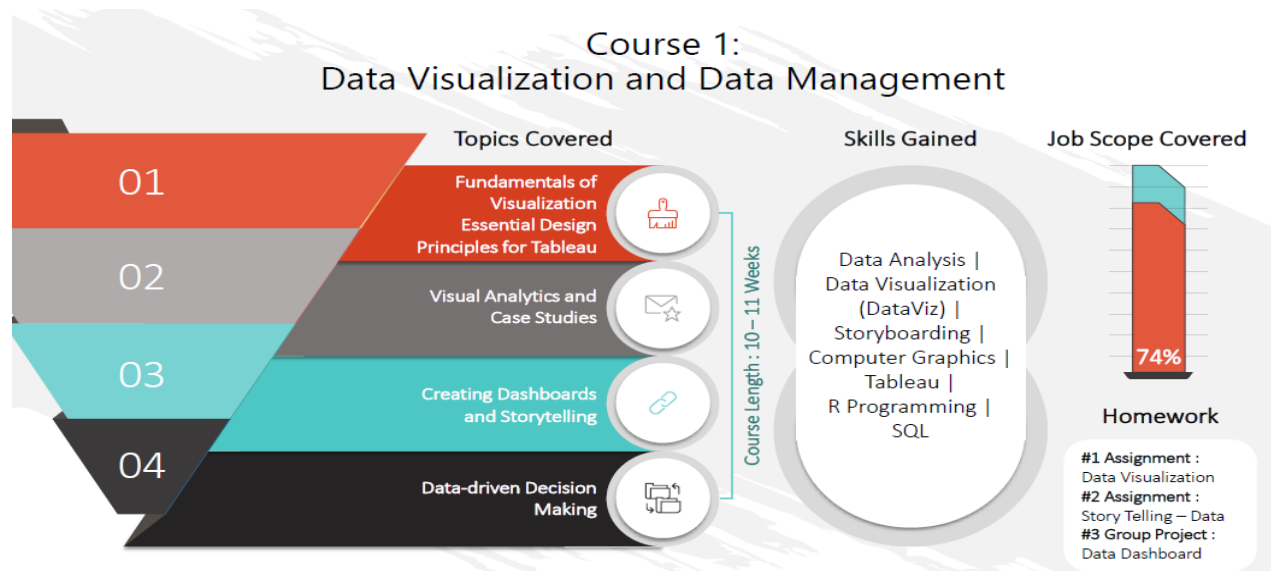 Course 1:
Data Visualization and Data Management
Topics Covered
01
Fundamentals of
Visualization
Essential Design
Principles for Tableau
02
Visual Analytics and
Case Studies
03
Creating Dashboards
and Storytelling
04
Data-driven Decision
Making
Course Length : 10 – 11 Weeks
Skills Gained
Data Analysis |
Data Visualization
(DataViz) |
Storyboarding |
Computer Graphics |
Tableau |
R Programming |
SQL
Job Scope Covered
74%
Homework
#1 Assignment :
Data Visualization
#2 Assignment :
Story Telling – Data
#3 Group Project :
Data Dashboard